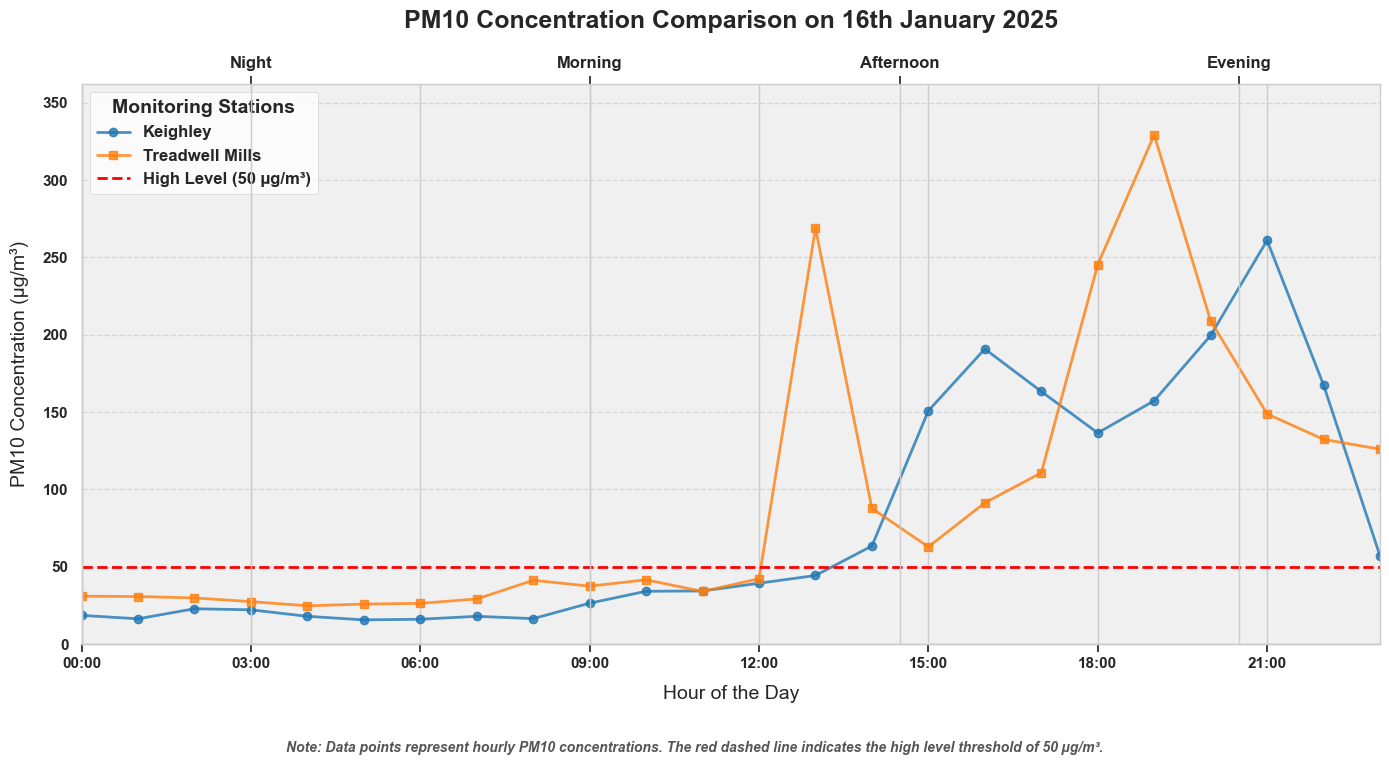 PM10 Concentration Comparison on 16th January 2025
Night Morning Afternoon Evening
Monitoring Stations
Keighley
Treadwell Mills
High Level (50 µg/m³)
PM10 Concentration (µg/m³)
350
300
250
200
150
100
50
0
00:00 03:00 06:00 09:00 12:00 15:00 18:00 21:00
Hour of the Day
Note: Data points represent hourly PM10 concentrations. The red dashed line indicates the high level threshold of 50 µg/m³.